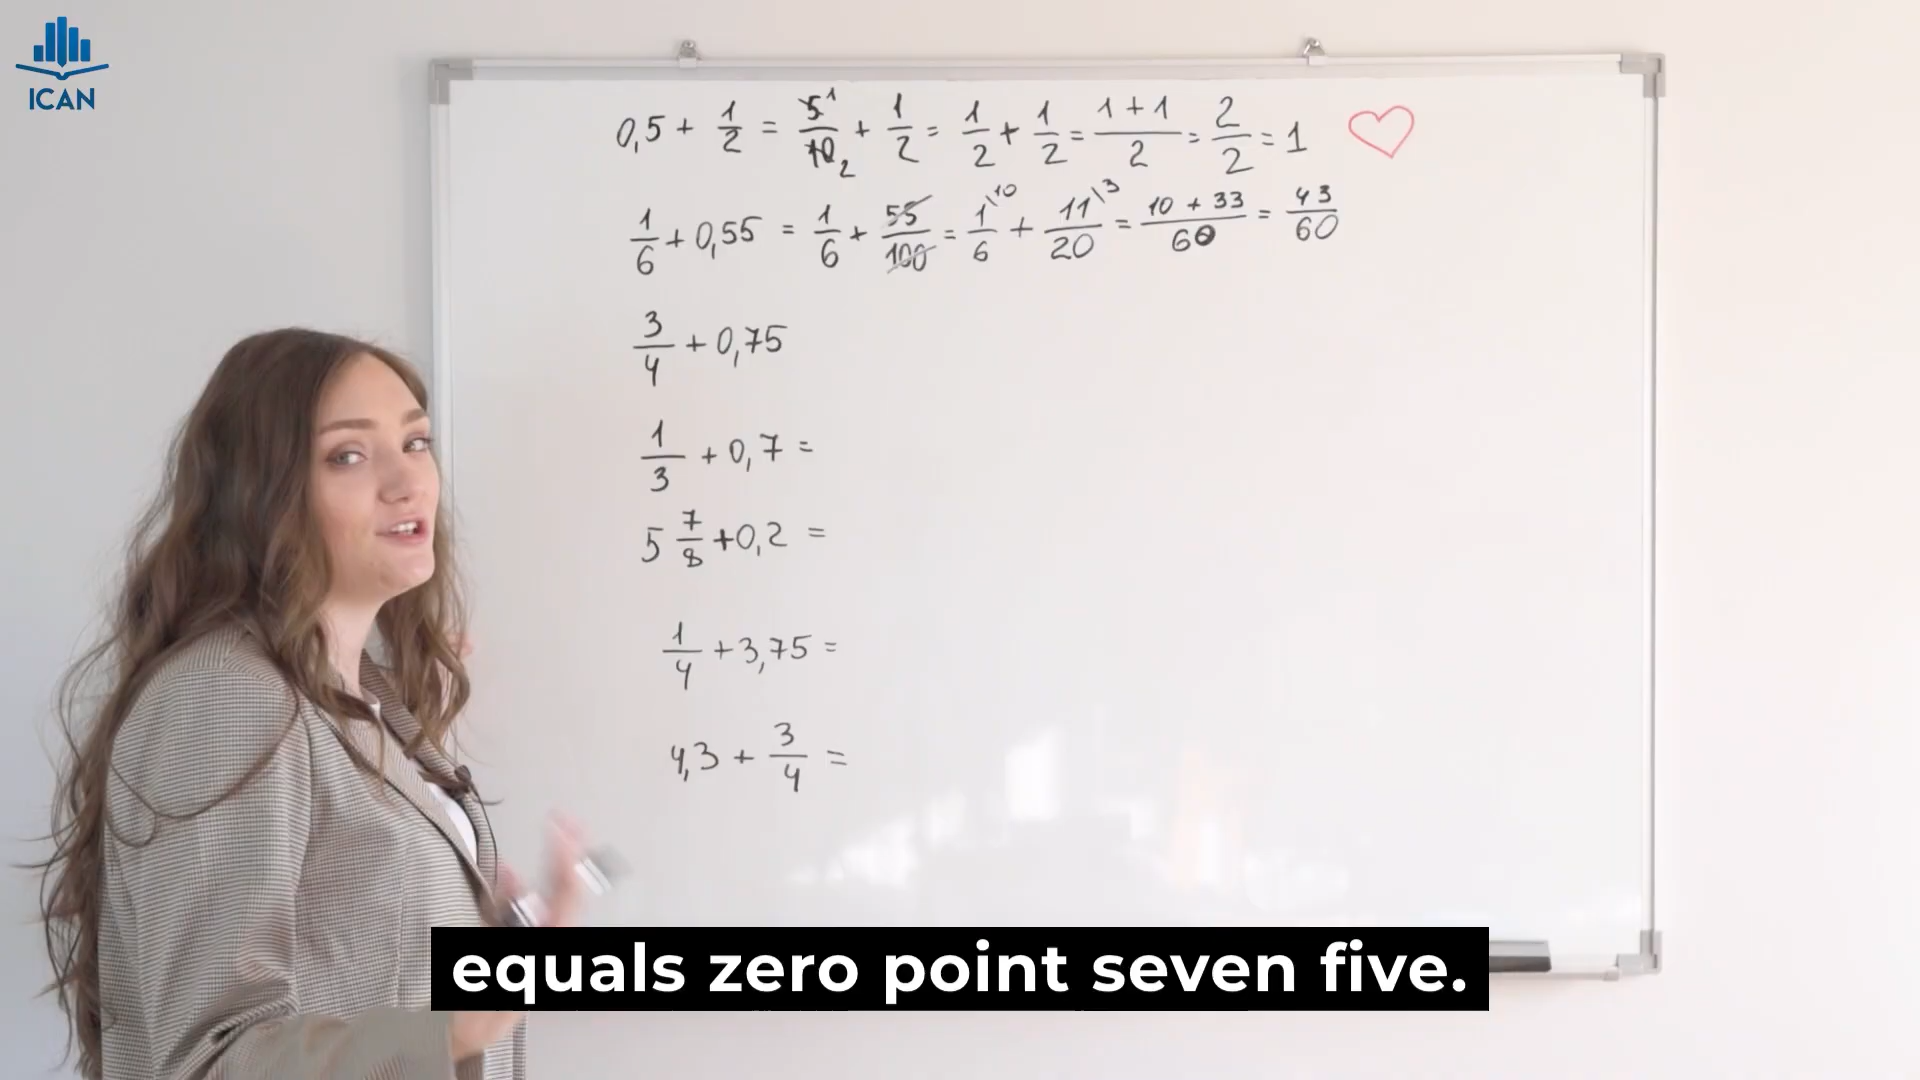 ICAN
0,5 + 1/2 = 5¹/10₂ + 1/2 = 1/2 + 1/2 = (1 + 1)/2 = 2/2 = 1
1/6 + 0,55 = 1/6 + 55/100 = 1\10/6 + 11\3/20 = (10 + 33)/60 = 43/60
3/4 + 0,75
1/3 + 0,7 =
5 7/8 + 0,2 =
1/4 + 3,75 =
4,3 + 3/4 =
equals zero point seven five.